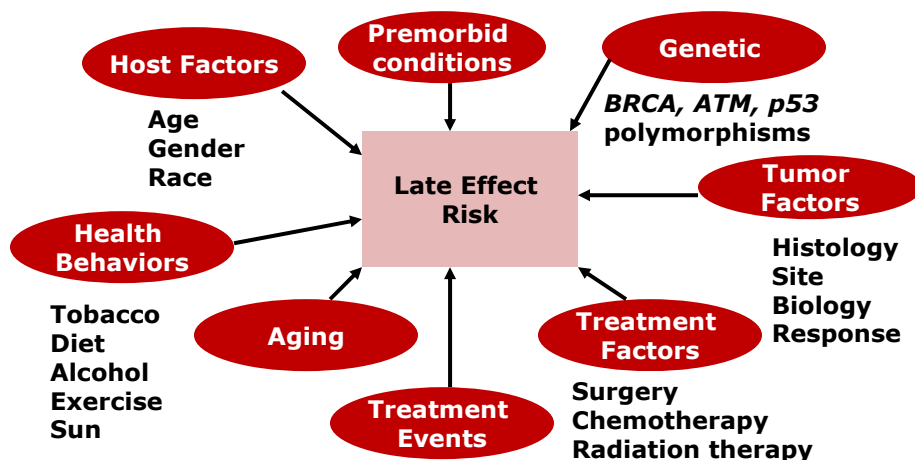 Premorbid
conditions
Host Factors
Age
Gender
Race
Genetic
BRCA, ATM, p53
polymorphisms
Late Effect
Risk
Tumor
Factors
Histology
Site
Biology
Response
Health
Behaviors
Tobacco
Diet
Alcohol
Exercise
Sun
Aging
Treatment
Events
Treatment
Factors
Surgery
Chemotherapy
Radiation therapy